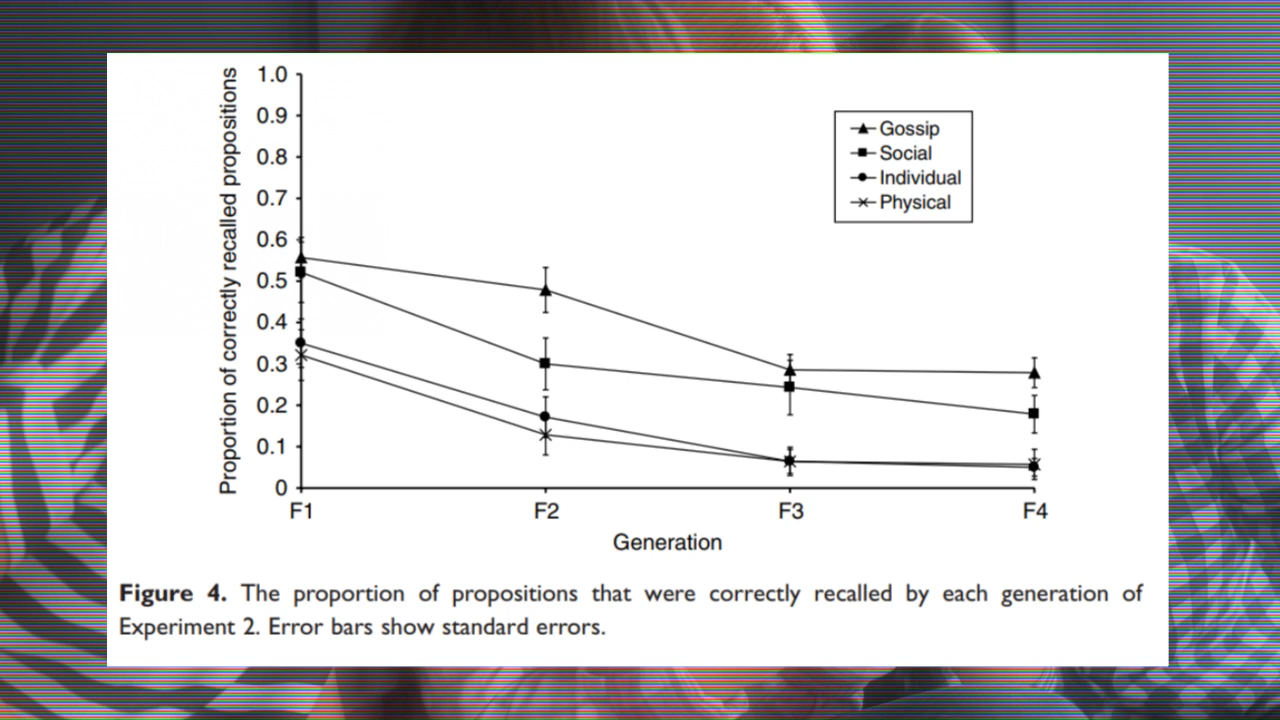 Proportion of correctly recalled propositions
1.0
0.9
0.8
0.7
0.6
0.5
0.4
0.3
0.2
0.1
0
Gossip
Social
Individual
Physical
F1 F2 F3 F4
Generation
Figure 4. The proportion of propositions that were correctly recalled by each generation of
Experiment 2. Error bars show standard errors.